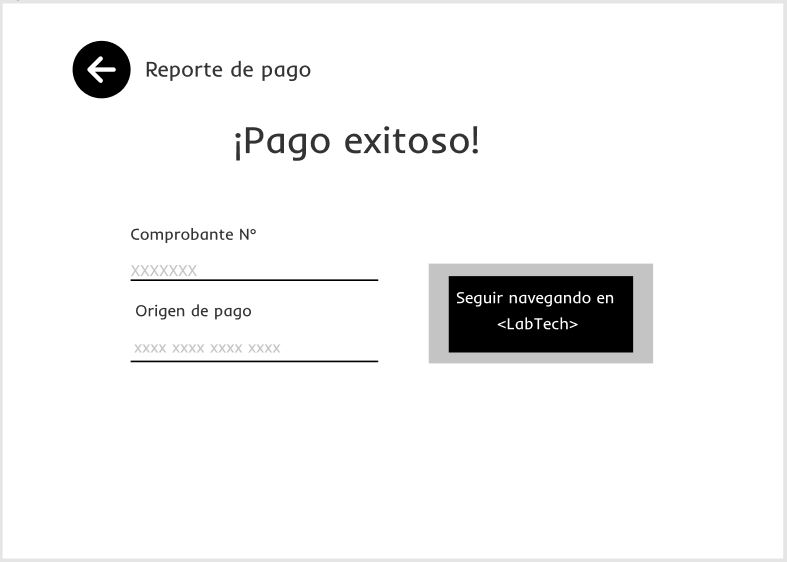 Reporte de pago
¡Pago exitoso!
Comprobante N°
XXXXXXX
Origen de pago
xxxx xxxx xxxx xxxx
Seguir navegando en
<LabTech>